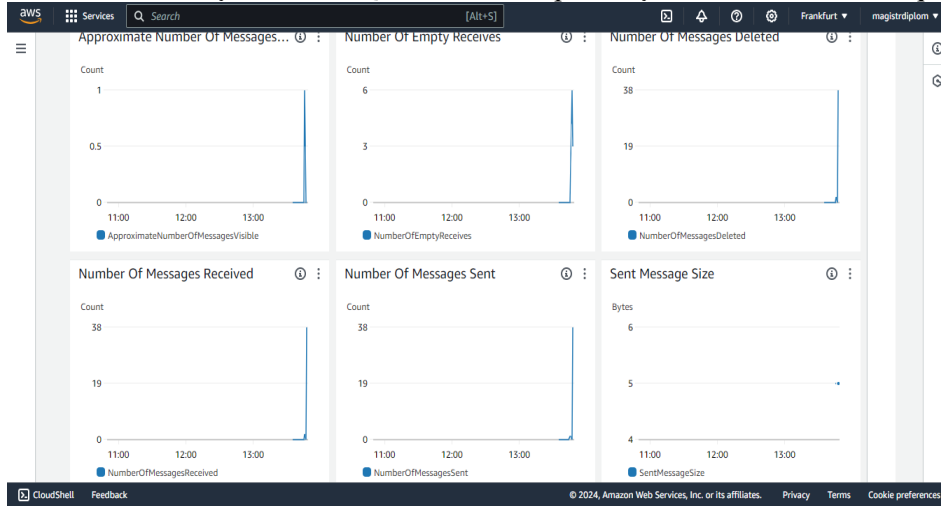 aws Services Search [Alt+S] Frankfurt ▼ magistrdiplom ▼
Approximate Number Of Messages...
Count
1
0.5
0
11:00 12:00 13:00
ApproximateNumberOfMessagesVisible
Number Of Empty Receives
Count
6
3
0
11:00 12:00 13:00
NumberOfEmptyReceives
Number Of Messages Deleted
Count
38
19
0
11:00 12:00 13:00
NumberOfMessagesDeleted
Number Of Messages Received
Count
38
19
0
11:00 12:00 13:00
NumberOfMessagesReceived
Number Of Messages Sent
Count
38
19
0
11:00 12:00 13:00
NumberOfMessagesSent
Sent Message Size
Bytes
6
5
4
11:00 12:00 13:00
SentMessageSize
CloudShell Feedback © 2024, Amazon Web Services, Inc. or its affiliates. Privacy Terms Cookie preferences